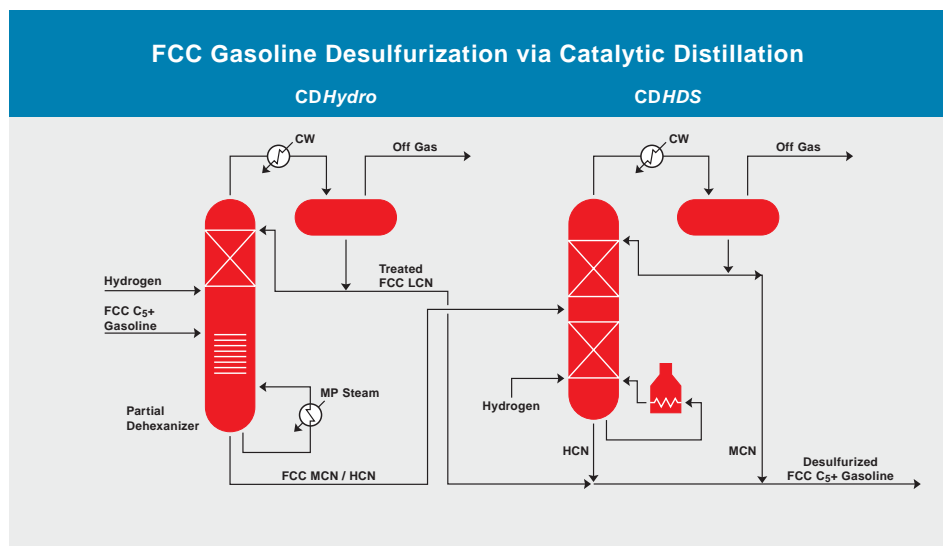 FCC Gasoline Desulfurization via Catalytic Distillation
CDHydro
CDHDS
CW
Off Gas
CW
Off Gas
Treated
FCC LCN
Hydrogen
FCC C5+
Gasoline
MP Steam
Partial
Dehexanizer
Hydrogen
HCN
MCN
FCC MCN / HCN
Desulfurized
FCC C5+ Gasoline